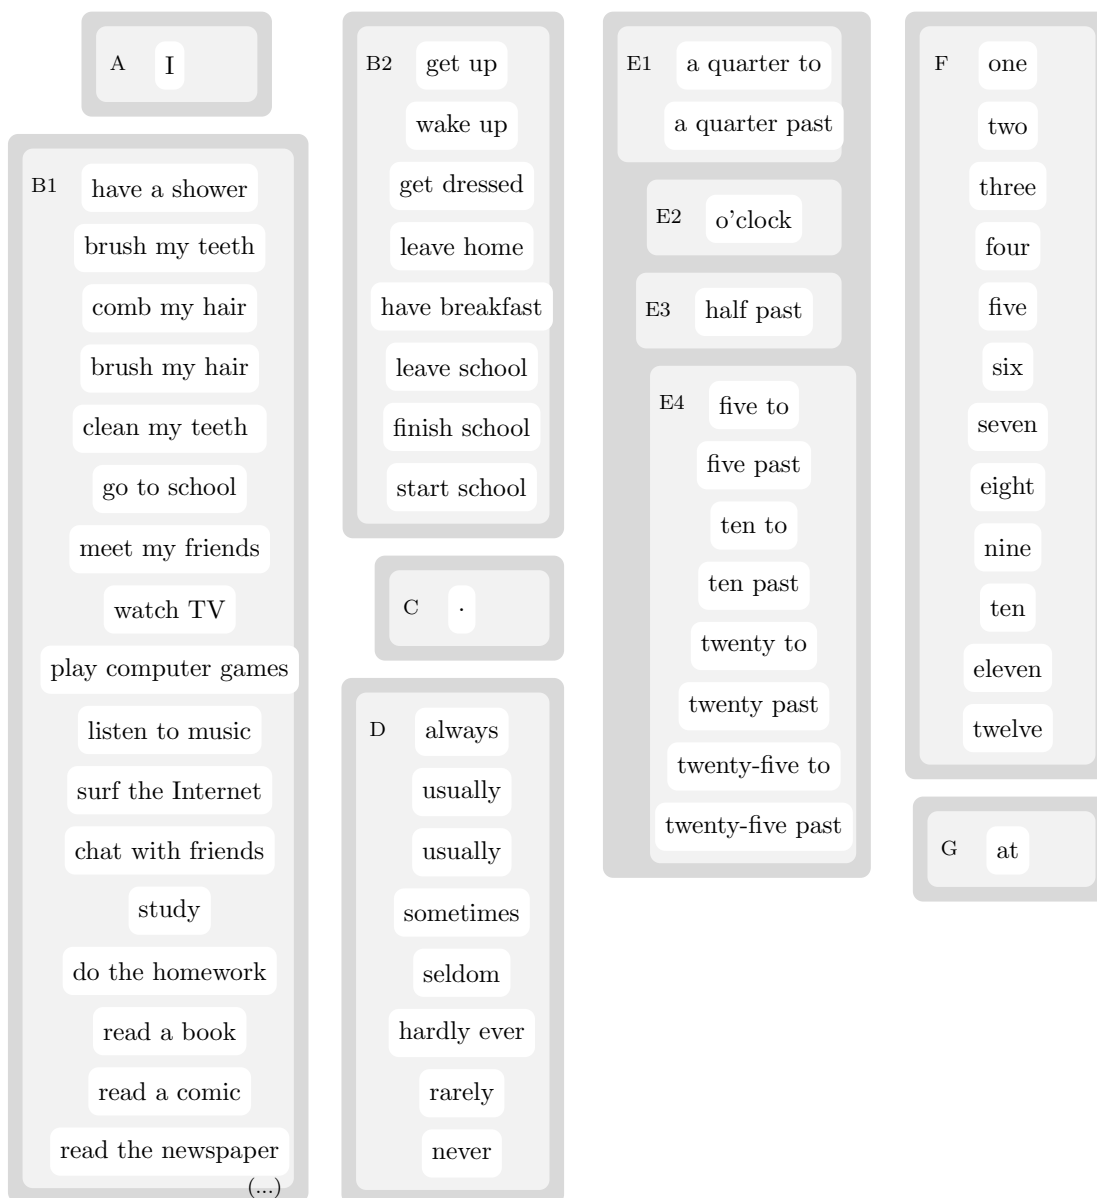 A I
B1 have a shower
brush my teeth
comb my hair
brush my hair
clean my teeth
go to school
meet my friends
watch TV
play computer games
listen to music
surf the Internet
chat with friends
study
do the homework
read a book
read a comic
read the newspaper
(...)
B2 get up
wake up
get dressed
leave home
have breakfast
leave school
finish school
start school
C .
D always
usually
usually
sometimes
seldom
hardly ever
rarely
never
E1 a quarter to
a quarter past
E2 o'clock
E3 half past
E4 five to
five past
ten to
ten past
twenty to
twenty past
twenty-five to
twenty-five past
F one
two
three
four
five
six
seven
eight
nine
ten
eleven
twelve
G at